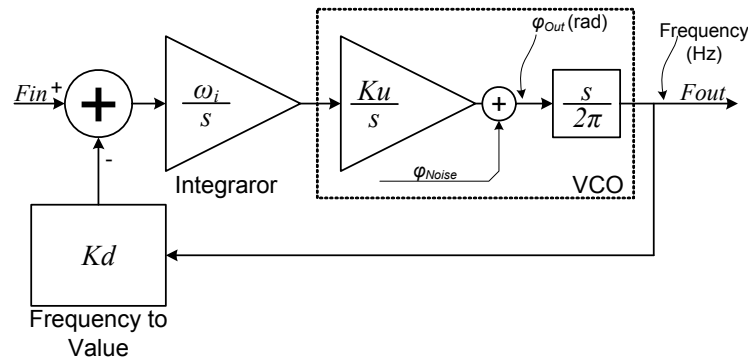 φOut (rad)
Frequency
(Hz)
Fin
+
+
ωi
s
Ku
s
+
s
2π
Fout
-
Integraror
φNoise
VCO
Kd
Frequency to
Value